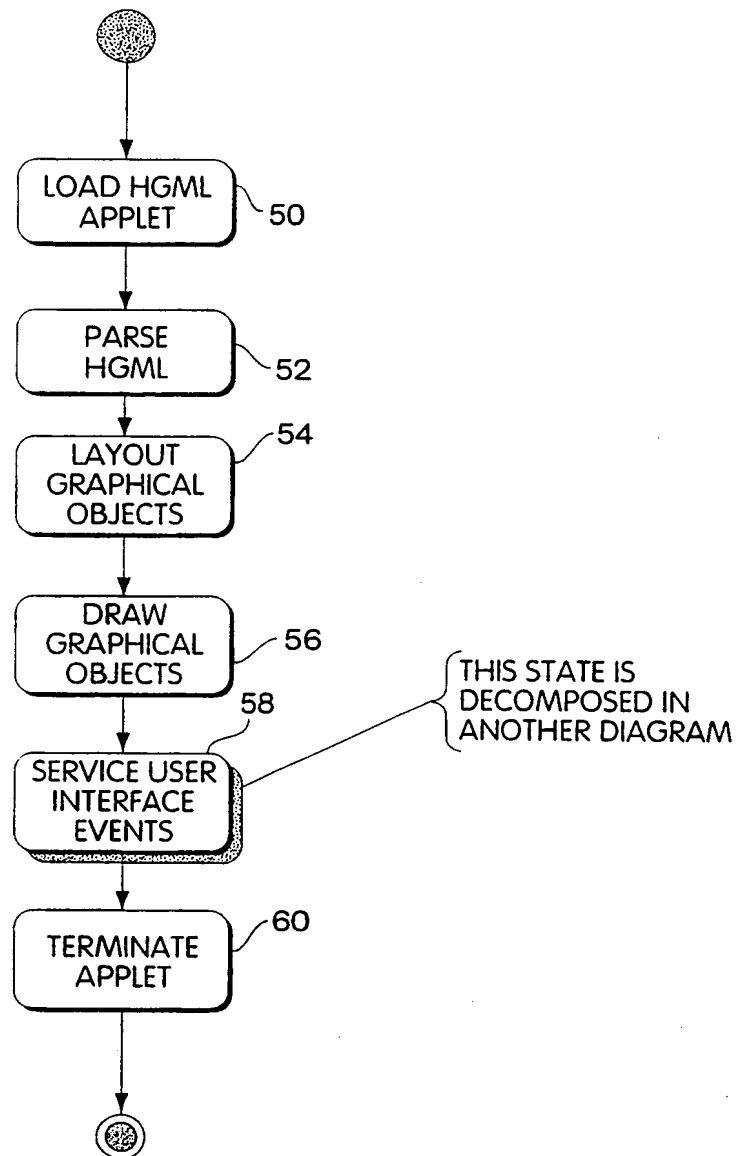 LOAD HGML
APPLET
50
PARSE
HGML
52
54
LAYOUT
GRAPHICAL
OBJECTS
DRAW
GRAPHICAL
OBJECTS
56
58
THIS STATE IS
DECOMPOSED IN
ANOTHER DIAGRAM
SERVICE USER
INTERFACE
EVENTS
60
TERMINATE
APPLET